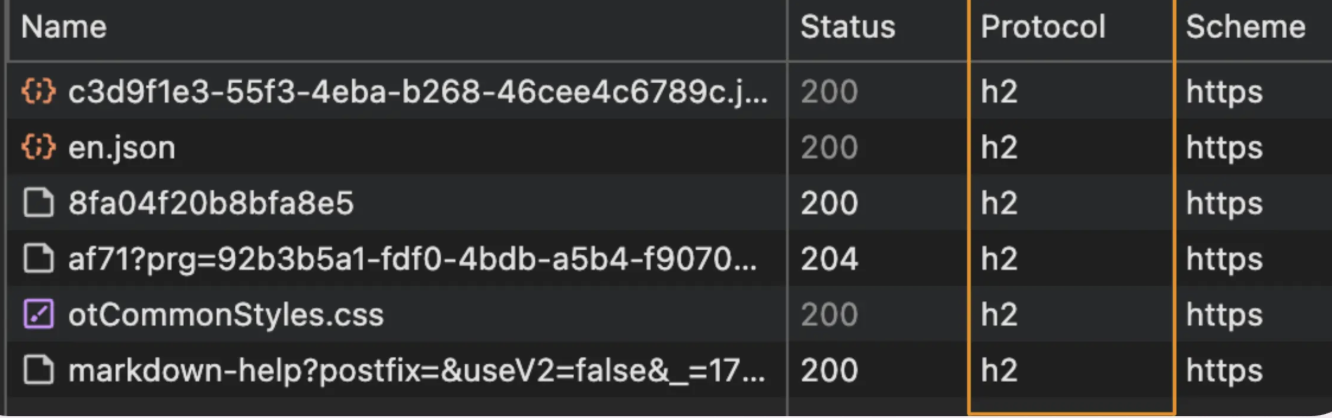 Name Status Protocol Scheme
c3d9f1e3-55f3-4eba-b268-46cee4c6789c.j... 200 h2 https
en.json 200 h2 https
8fa04f20b8bfa8e5 200 h2 https
af71?prg=92b3b5a1-fdf0-4bdb-a5b4-f9070... 204 h2 https
otCommonStyles.css 200 h2 https
markdown-help?postfix=&useV2=false&_=17... 200 h2 https